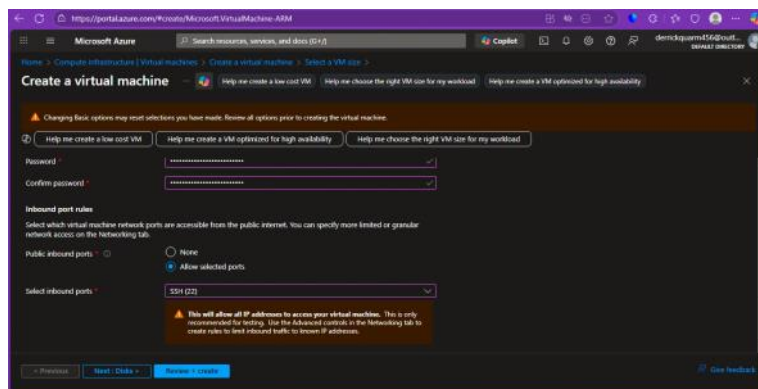 https://portal.azure.com/#create/Microsoft.VirtualMachine-ARM
Microsoft Azure
Search resources, services, and docs (G+/)
Copilot
derrickquarm456@outl...
DEFAULT DIRECTORY
Home > Compute infrastructure | Virtual machines > Create a virtual machine > Select a VM size >
Create a virtual machine
Help me create a low cost VM
Help me choose the right VM size for my workload
Help me create a VM optimized for high availability
Changing Basic options may reset selections you have made. Review all options prior to creating the virtual machine.
Help me create a low cost VM
Help me create a VM optimized for high availability
Help me choose the right VM size for my workload
Password *
Confirm password *
Inbound port rules
Select which virtual machine network ports are accessible from the public internet. You can specify more limited or granular
network access on the Networking tab.
Public inbound ports *
None
Allow selected ports
Select inbound ports *
SSH (22)
This will allow all IP addresses to access your virtual machine. This is only
recommended for testing. Use the Advanced controls in the Networking tab to
create rules to limit inbound traffic to known IP addresses.
< Previous
Next : Disks >
Review + create
Give feedback